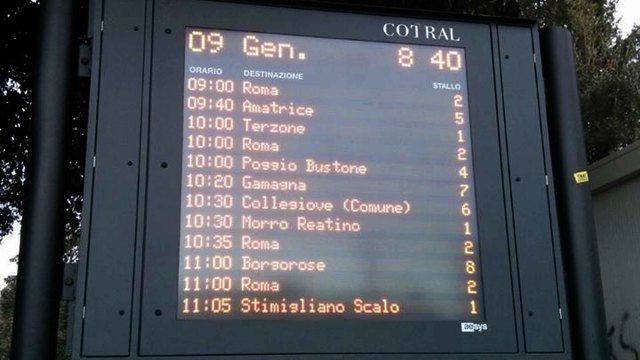 COTRAL
09 Gen. 8 40
ORARIO DESTINAZIONE STALLO
09:00 Roma 2
09:40 Amatrice 5
10:00 Terzone 1
10:00 Roma 2
10:00 Poggio Bustone 4
10:20 Gamagna 7
10:30 Collegiove (Comune) 6
10:30 Morro Reatino 1
10:35 Roma 2
11:00 Borgorose 8
11:00 Roma 2
11:05 Stimigliano Scalo 1
aesys